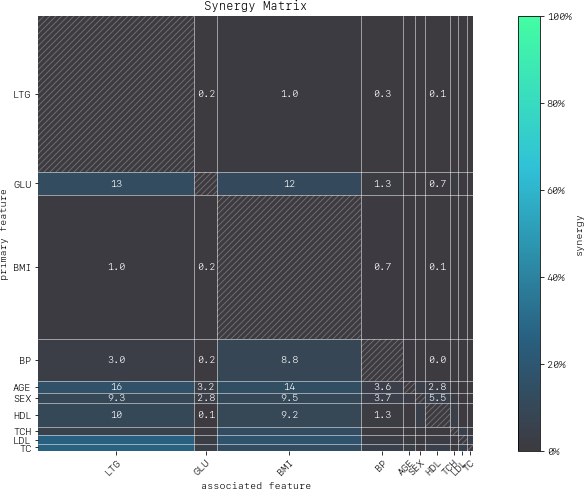 Synergy Matrix
100%
LTG 0.2 1.0 0.3 0.1
80%
GLU 13 12 1.3 0.7
60%
primary feature
synergy
BMI 1.0 0.2 0.7 0.1
40%
BP 3.0 0.2 8.8 0.0
20%
AGE 16 3.2 14 3.6 2.8
SEX 9.3 2.8 9.5 3.7 5.5
HDL 10 0.1 9.2 1.3
TCH
LDL
TC
0%
LTG GLU BMI BP AGE SEX HDL TCH LDL TC
associated feature